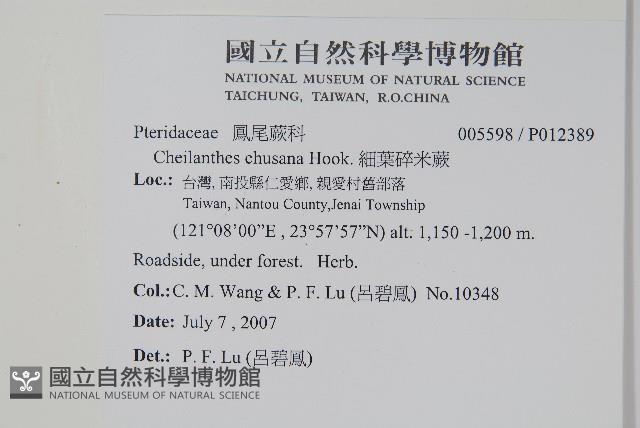 國立自然科學博物館
NATIONAL MUSEUM OF NATURAL SCIENCE
TAICHUNG, TAIWAN, R.O.CHINA
Pteridaceae 鳳尾蕨科 005598 / P012389
Cheilanthes chusana Hook. 細葉碎米蕨
Loc.: 台灣, 南投縣仁愛鄉, 親愛村舊部落
Taiwan, Nantou County,Jenai Township
(121°08'00”E , 23°57'57”N) alt. 1,150 -1,200 m.
Roadside, under forest. Herb.
Col.: C. M. Wang & P. F. Lu (呂碧鳳) No.10348
Date: July 7 , 2007
Det.: P. F. Lu (呂碧鳳)
國立自然科學博物館
NATIONAL MUSEUM OF NATURAL SCIENCE